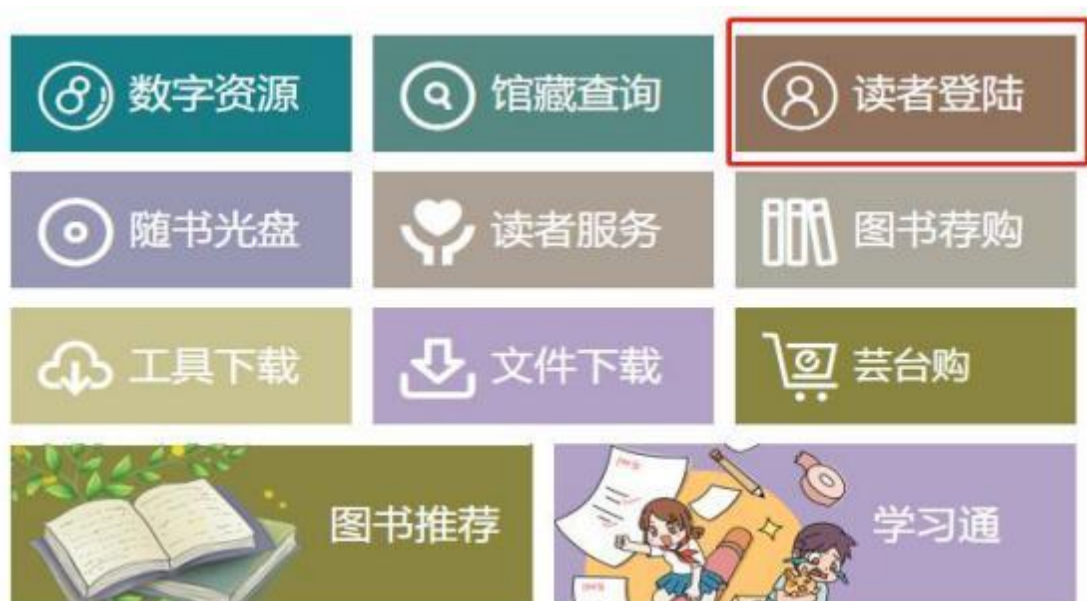 数字资源
馆藏查询
读者登陆
随书光盘
读者服务
图书荐购
工具下载
文件下载
芸台购
图书推荐
学习通